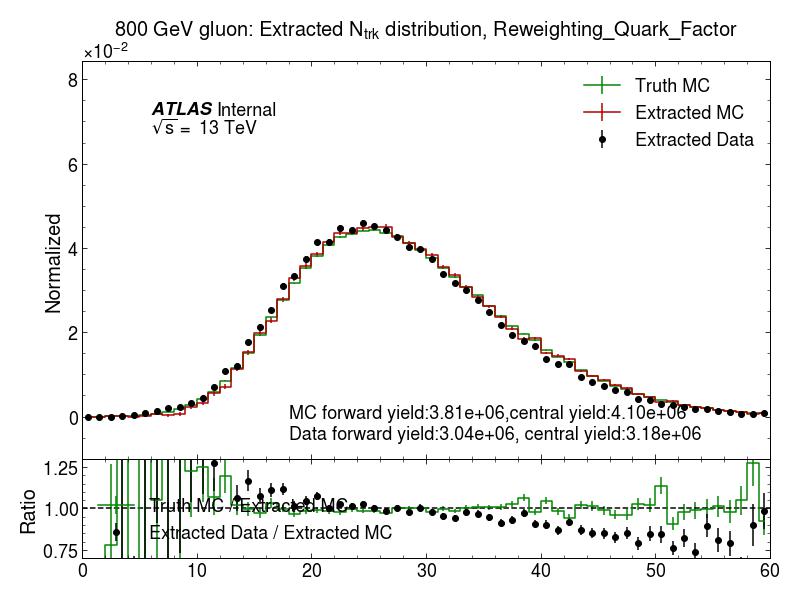 800 GeV gluon: Extracted Ntrk distribution, Reweighting_Quark_Factor
×10−2
8
6
4
2
0
Normalized
ATLAS Internal
√s = 13 TeV
Truth MC
Extracted MC
Extracted Data
MC forward yield:3.81e+06,central yield:4.10e+06
Data forward yield:3.04e+06, central yield:3.18e+06
1.25
1.00
0.75
Ratio
Truth MC / Extracted MC
Extracted Data / Extracted MC
0 10 20 30 40 50 60